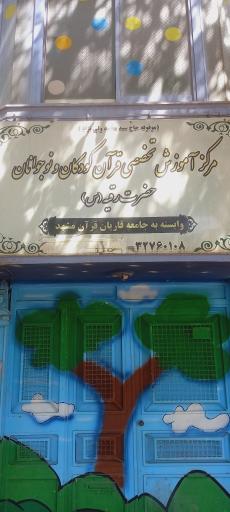 مرکز آموزش تخصصی قرآن کودکان و نوجوانان
حضرت رقیه (س)
وابسته به جامعه قاریان قرآن مشهد
۳۲۷۶۰۱۰۸